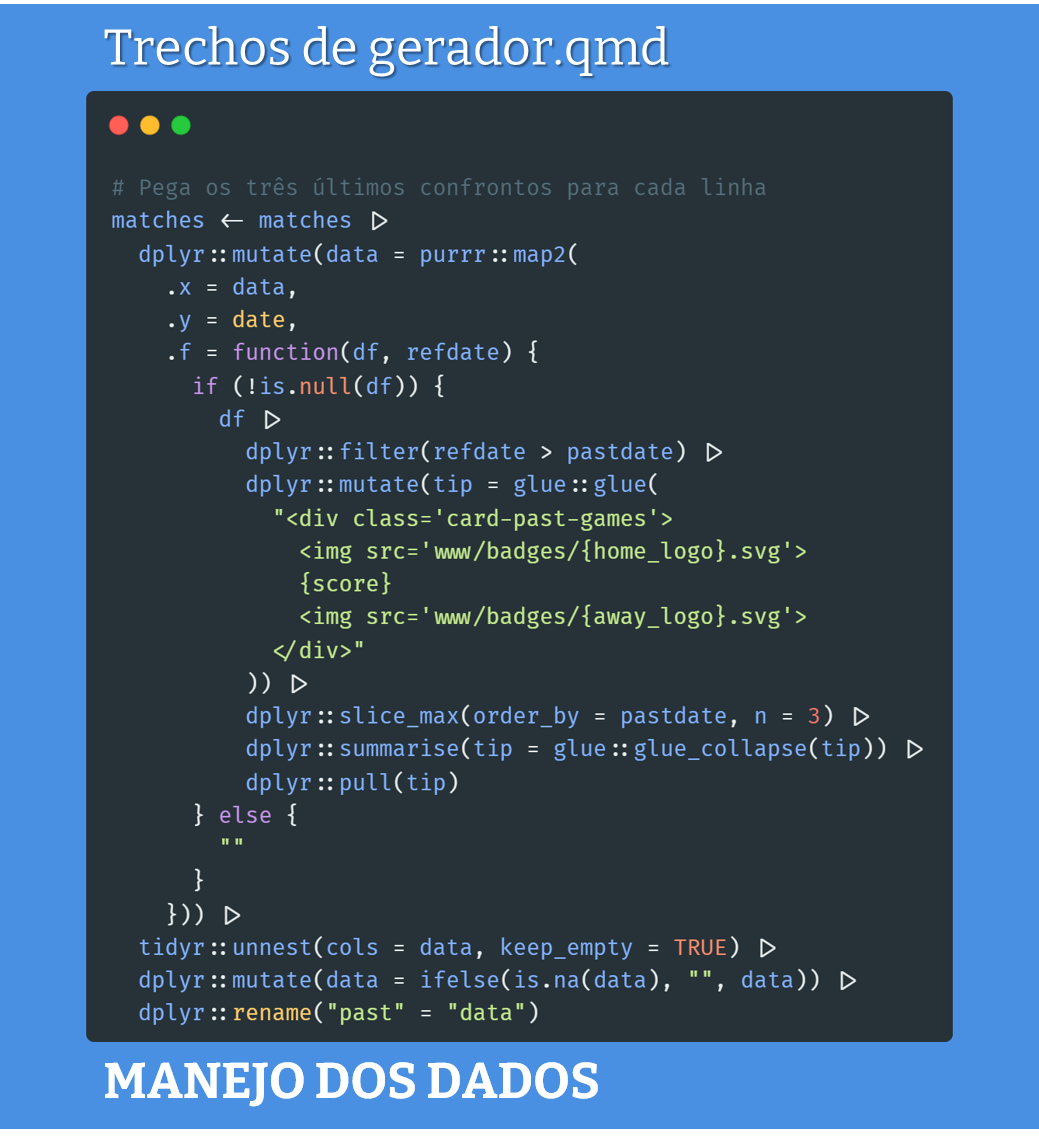 Trechos de gerador.qmd
# Pega os três últimos confrontos para cada linha
matches <- matches |>
  dplyr::mutate(data = purrr::map2(
    .x = data,
    .y = date,
    .f = function(df, refdate) {
      if (!is.null(df)) {
        df |>
          dplyr::filter(refdate > pastdate) |>
          dplyr::mutate(tip = glue::glue(
            "<div class='card-past-games'>
              <img src='www/badges/{home_logo}.svg'>
              {score}
              <img src='www/badges/{away_logo}.svg'>
            </div>"
          )) |>
          dplyr::slice_max(order_by = pastdate, n = 3) |>
          dplyr::summarise(tip = glue::glue_collapse(tip)) |>
          dplyr::pull(tip)
      } else {
        ""
      }
    })) |>
  tidyr::unnest(cols = data, keep_empty = TRUE) |>
  dplyr::mutate(data = ifelse(is.na(data), "", data)) |>
  dplyr::rename("past" = "data")
MANEJO DOS DADOS